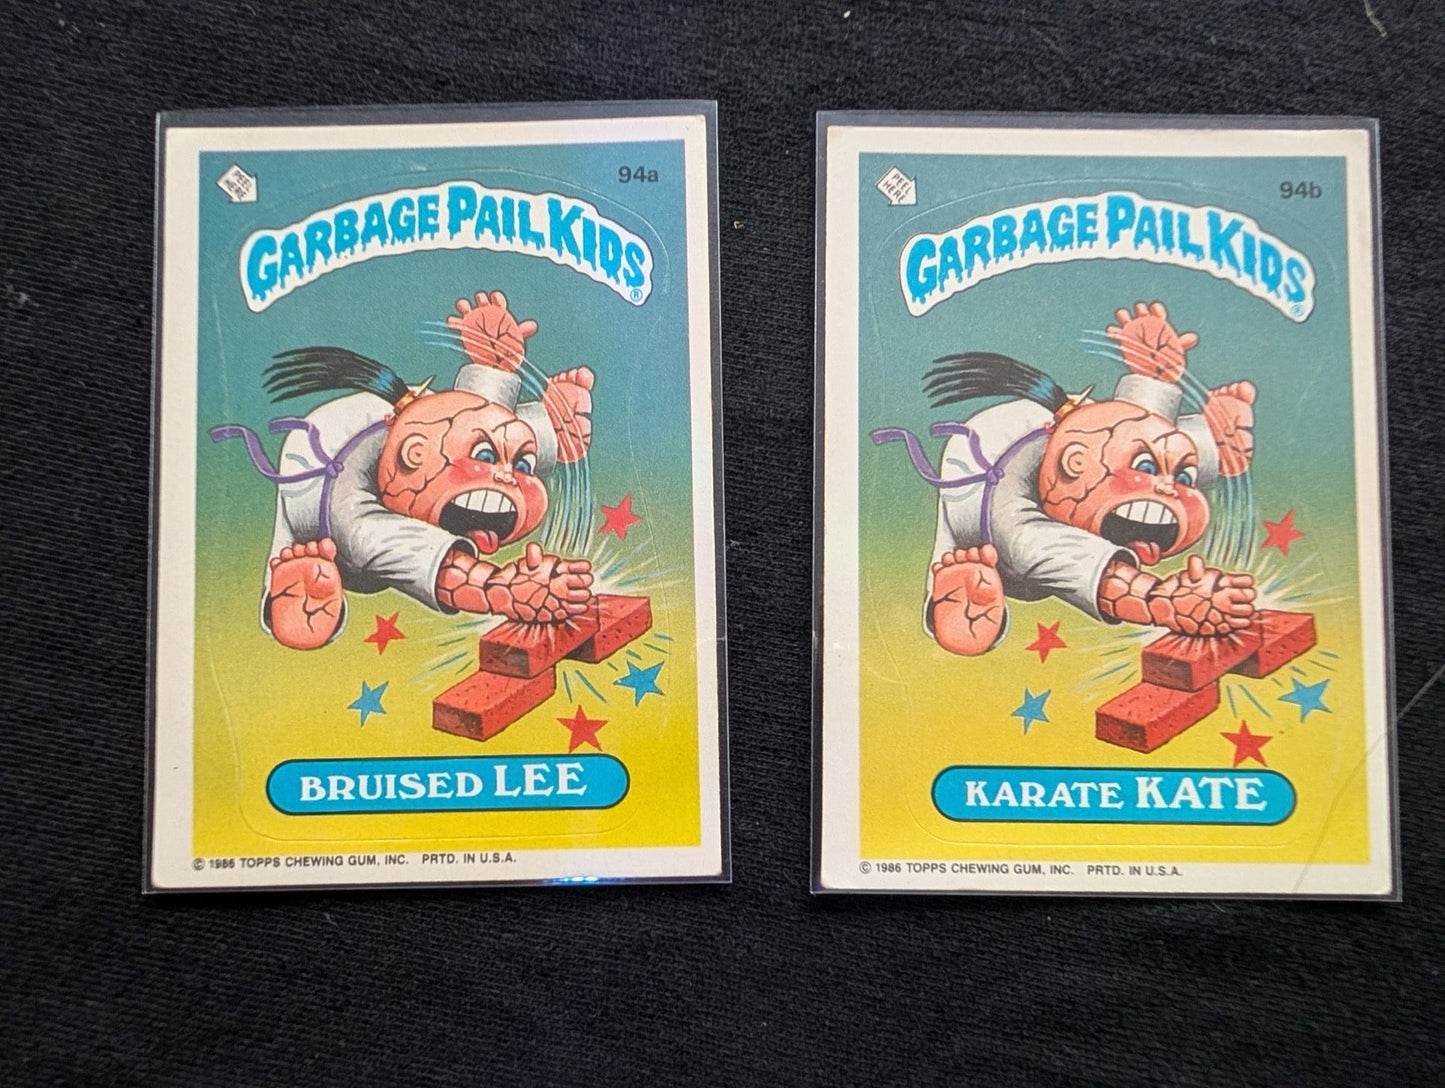 PEEL HERE
94a
GARBAGE PAIL KIDS®
BRUISED LEE
© 1986 TOPPS CHEWING GUM, INC. PRTD. IN U.S.A.
PEEL HERE
94b
GARBAGE PAIL KIDS®
KARATE KATE
© 1986 TOPPS CHEWING GUM, INC. PRTD. IN U.S.A.